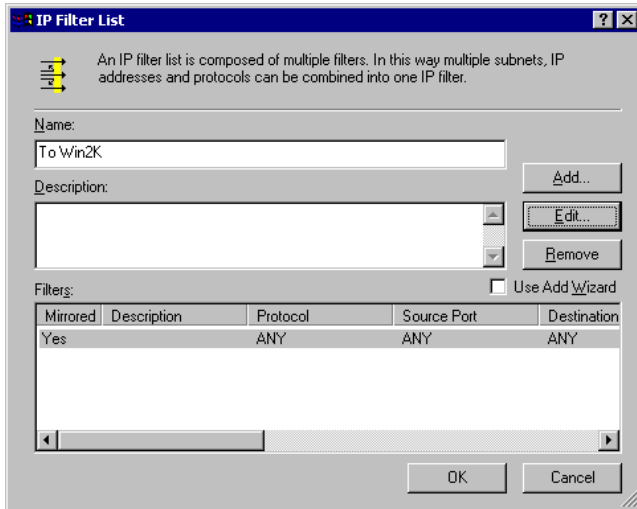 IP Filter List
An IP filter list is composed of multiple filters. In this way multiple subnets, IP
addresses and protocols can be combined into one IP filter.
Name:
To Win2K
Add...
Description:
Edit...
Remove
Filters:
Use Add Wizard
Mirrored Description Protocol Source Port Destination
Yes ANY ANY ANY
OK Cancel